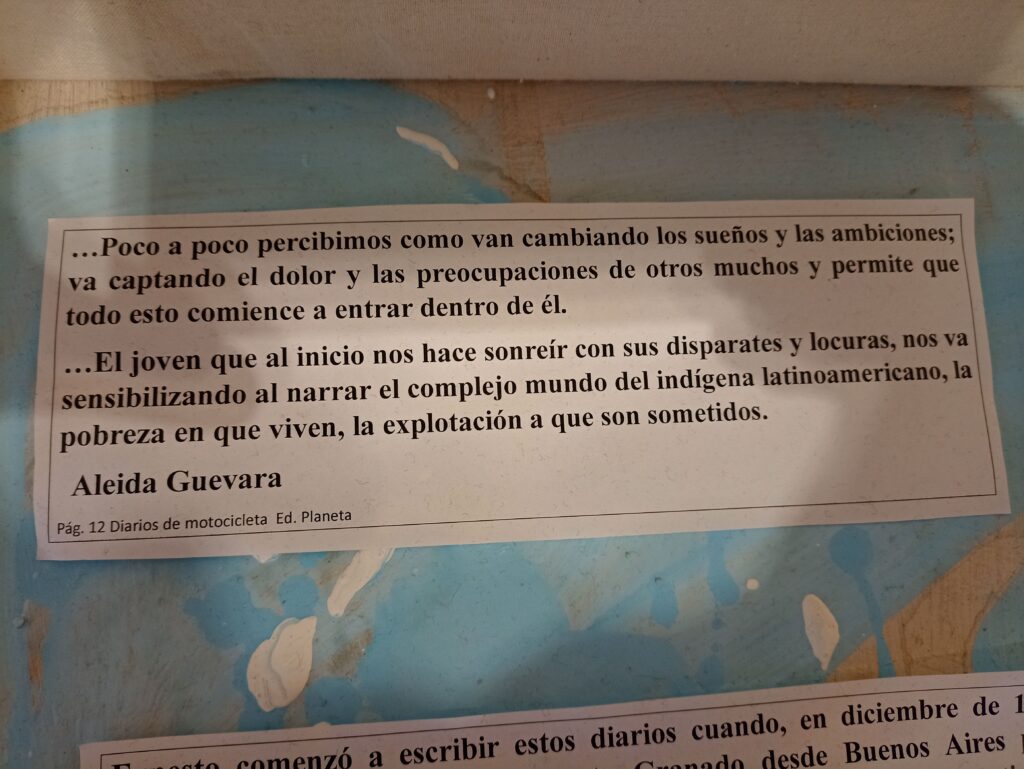 ...Poco a poco percibimos como van cambiando los sueños y las ambiciones;
va captando el dolor y las preocupaciones de otros muchos y permite que
todo esto comience a entrar dentro de él.
...El joven que al inicio nos hace sonreír con sus disparates y locuras, nos va
sensibilizando al narrar el complejo mundo del indígena latinoamericano, la
pobreza en que viven, la explotación a que son sometidos.
Aleida Guevara
Pág. 12 Diarios de motocicleta Ed. Planeta
comenzó a escribir estos diarios cuando, en diciembre de
desde Buenos Aires